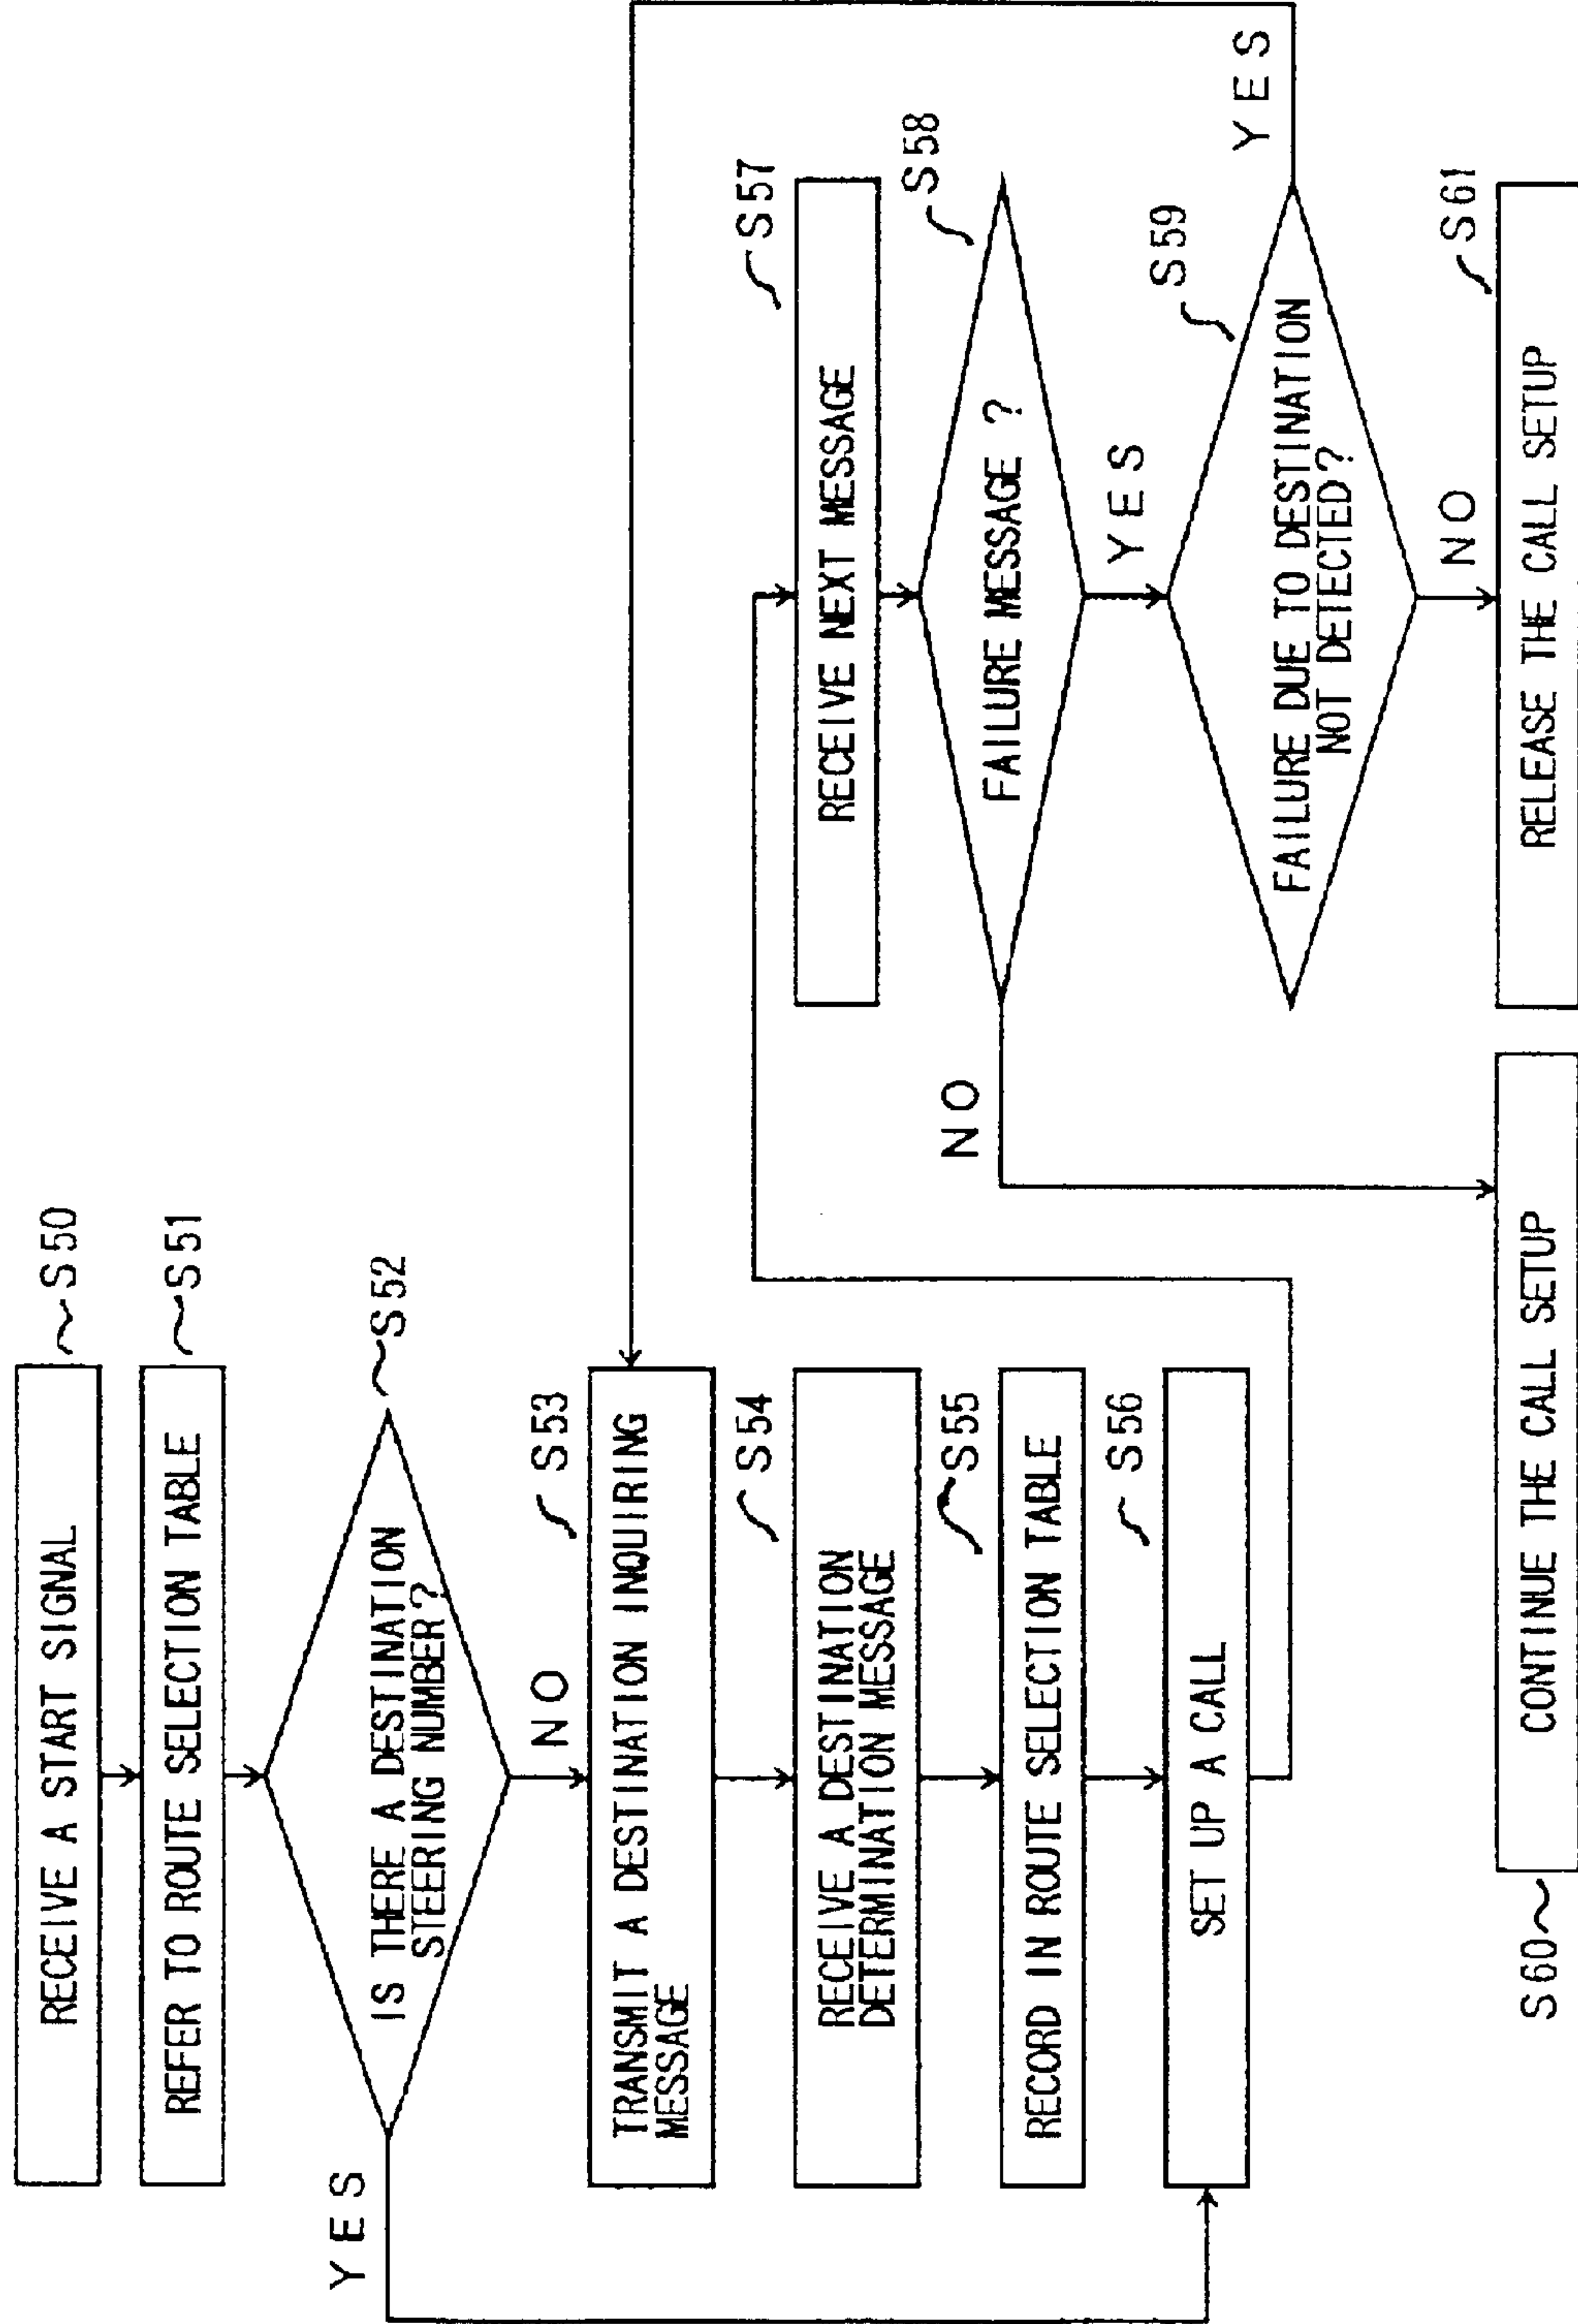 RECEIVE A START SIGNAL
S50
REFER TO ROUTE SELECTION TABLE
S51
IS THERE A DESTINATION
STEERING NUMBER?
S52
YES
NO
S53
TRANSMIT A DESTINATION INQUIRING
MESSAGE
S54
RECEIVE A DESTINATION
DETERMINATION MESSAGE
S55
RECORD IN ROUTE SELECTION TABLE
S56
SET UP A CALL
S57
RECEIVE NEXT MESSAGE
S58
FAILURE MESSAGE ?
NO
YES
S59
FAILURE DUE TO DESTINATION
NOT DETECTED?
YES
NO
S60
CONTINUE THE CALL SETUP
S61
RELEASE THE CALL SETUP